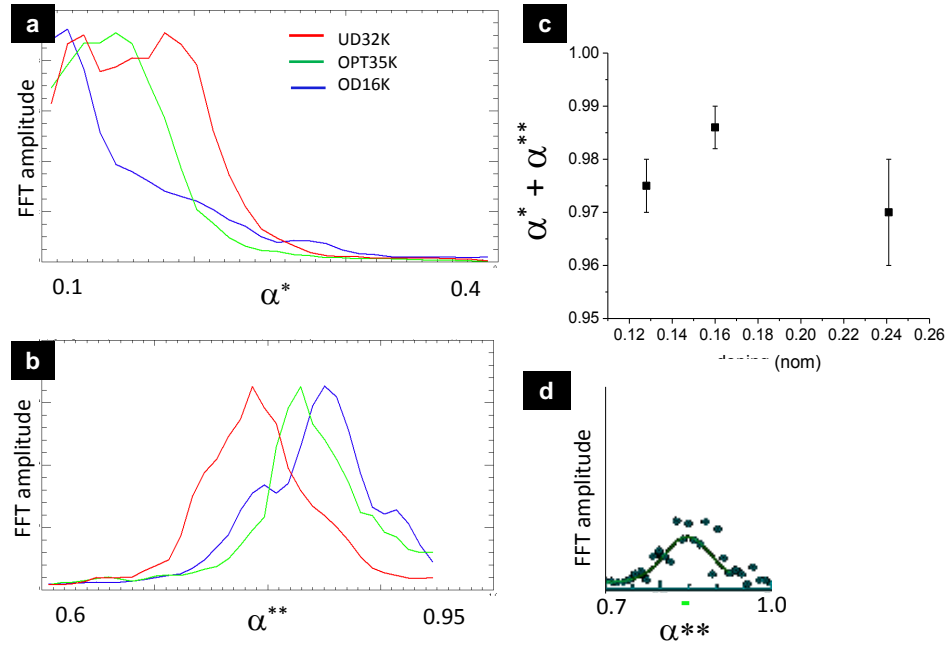 a
UD32K
OPT35K
OD16K
FFT amplitude
0.1
α*
0.4
b
FFT amplitude
0.6
α**
0.95
c
1.00
0.99
0.98
0.97
0.96
0.95
α* + α**
0.12 0.14 0.16 0.18 0.20 0.22 0.24 0.26
(nom)
d
FFT amplitude
0.7
1.0
α**